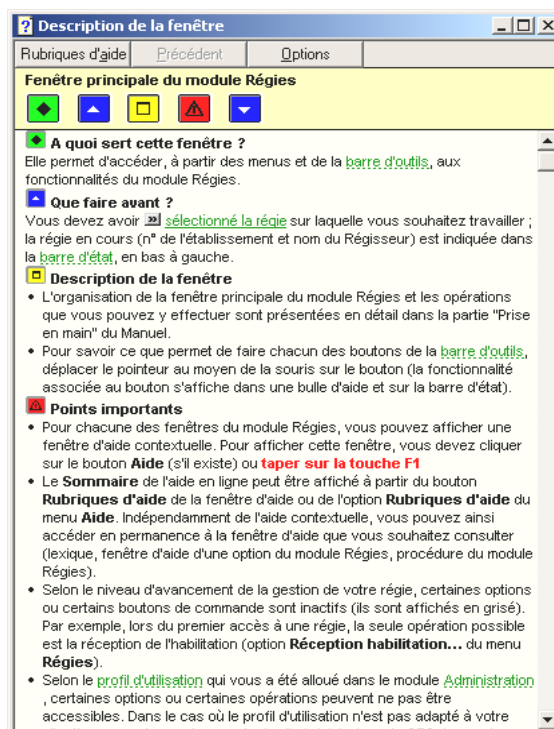 Description de la fenêtre
Rubriques d'aide Précédent Options
Fenêtre principale du module Régies
A quoi sert cette fenêtre ?
Elle permet d'accéder, à partir des menus et de la barre d'outils, aux
fonctionnalités du module Régies.
Que faire avant ?
Vous devez avoir sélectionné la régie sur laquelle vous souhaitez travailler ;
la régie en cours (n° de l'établissement et nom du Régisseur) est indiquée dans
la barre d'état, en bas à gauche.
Description de la fenêtre
• L'organisation de la fenêtre principale du module Régies et les opérations
que vous pouvez y effectuer sont présentées en détail dans la partie "Prise
en main" du Manuel.
• Pour savoir ce que permet de faire chacun des boutons de la barre d'outils,
déplacer le pointeur au moyen de la souris sur le bouton (la fonctionnalité
associée au bouton s'affiche dans une bulle d'aide et sur la barre d'état).
Points importants
• Pour chacune des fenêtres du module Régies, vous pouvez afficher une
fenêtre d'aide contextuelle. Pour afficher cette fenêtre, vous devez cliquer
sur le bouton Aide (s'il existe) ou taper sur la touche F1
• Le Sommaire de l'aide en ligne peut être affiché à partir du bouton
Rubriques d'aide de la fenêtre d'aide ou de l'option Rubriques d'aide du
menu Aide. Indépendamment de l'aide contextuelle, vous pouvez ainsi
accéder en permanence à la fenêtre d'aide que vous souhaitez consulter
(lexique, fenêtre d'aide d'une option du module Régies, procédure du module
Régies).
• Selon le niveau d'avancement de la gestion de votre régie, certaines options
ou certains boutons de commande sont inactifs (ils sont affichés en grisé).
Par exemple, lors du premier accès à une régie, la seule opération possible
est la réception de l'habilitation (option Réception habilitation... du menu
Régies).
• Selon le profil d'utilisation qui vous a été alloué dans le module Administration
, certaines options ou certaines opérations peuvent ne pas être
accessibles. Dans le cas où le profil d'utilisation n'est pas adapté à votre